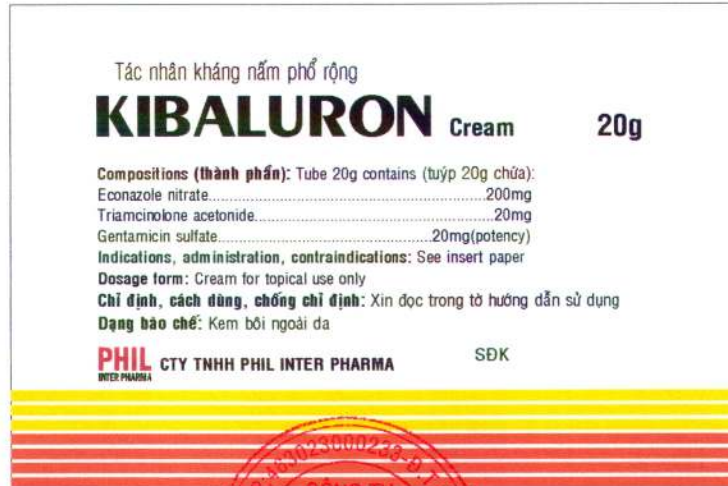 Tác nhân kháng nấm phổ rộng
KIBALURON Cream 20g
Compositions (thành phần): Tube 20g contains (tuýp 20g chứa):
Econazole nitrate..................................................................200mg
Triamcinolone acetonide.........................................................20mg
Gentamicin sulfate...................................................20mg(potency)
Indications, administration, contraindications: See insert paper
Dosage form: Cream for topical use only
Chỉ định, cách dùng, chống chỉ định: Xin đọc trong tờ hướng dẫn sử dụng
Dạng bào chế: Kem bôi ngoài da
PHIL INTER PHARMA CTY TNHH PHIL INTER PHARMA SĐK
463023000233-Đ.T